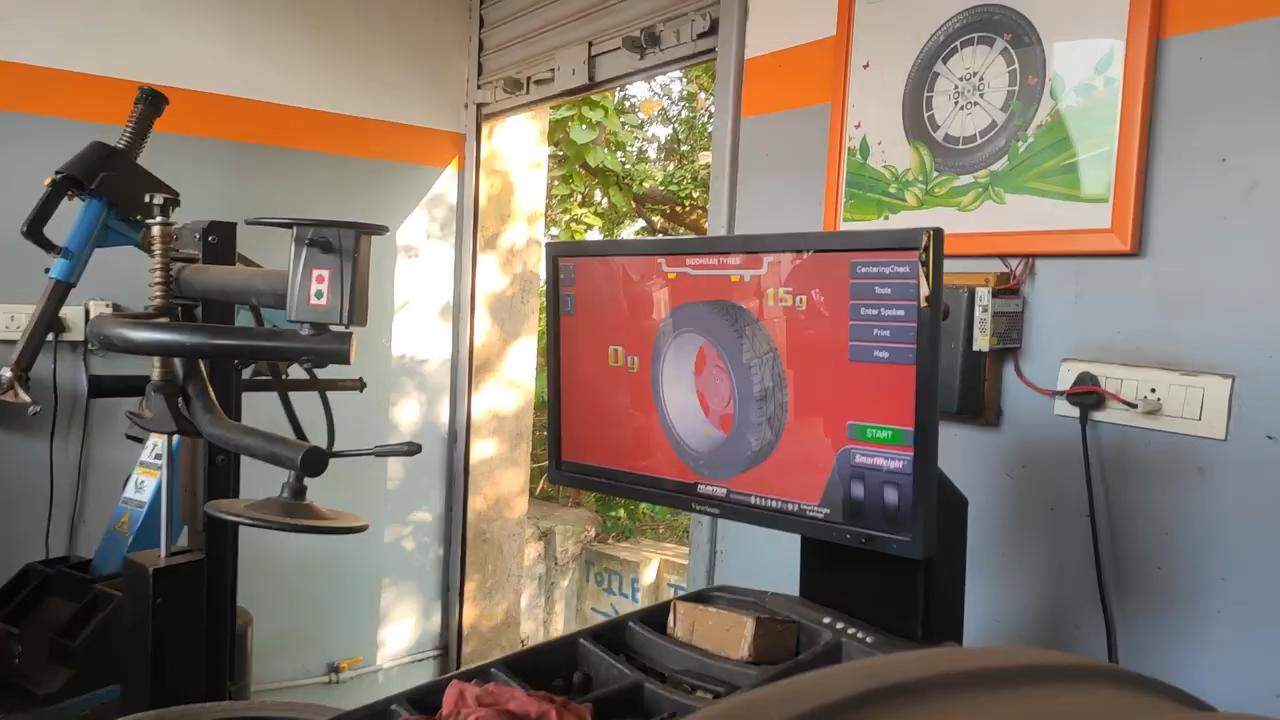 SIDDHRAN TYRES
CenteringCheck
Tools
Enter Spokes
Print
Help
15g
0g
START
SmartWeight
HUNTER
ViewSonic
TOILE